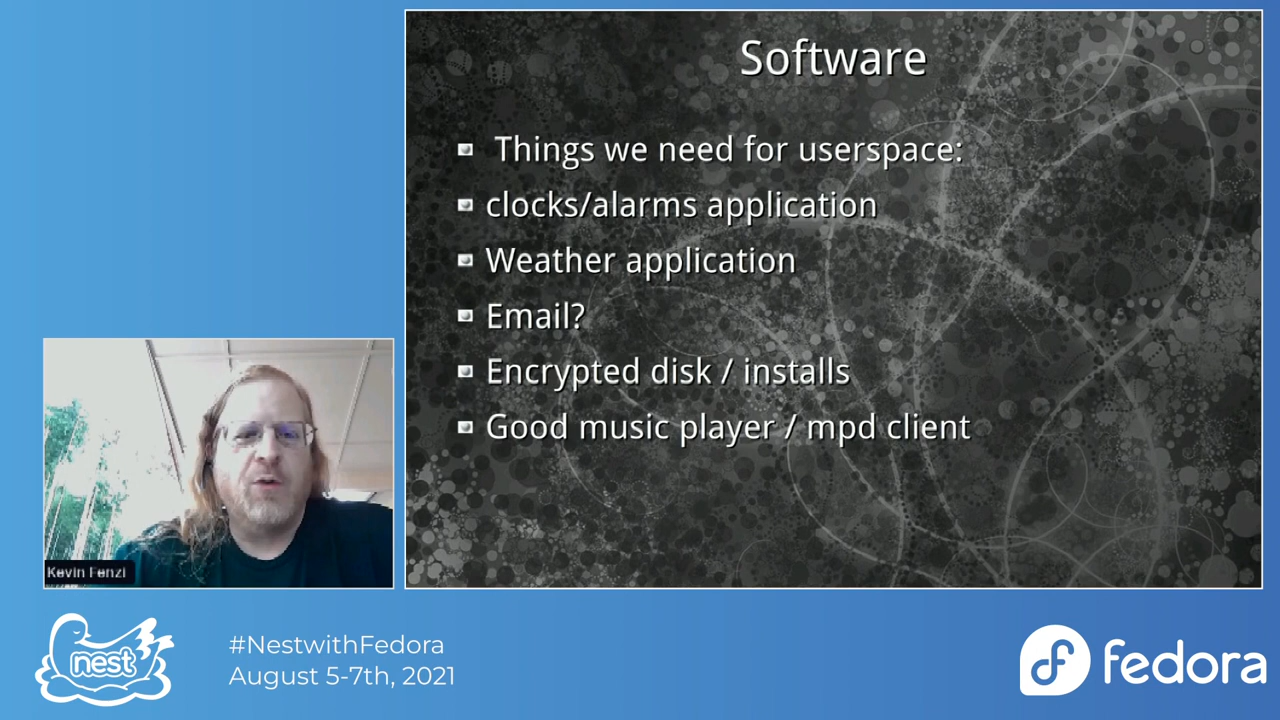 Software
Things we need for userspace:
clocks/alarms application
Weather application
Email?
Encrypted disk / installs
Good music player / mpd client
Kevin Fenzi
nest
#NestwithFedora
August 5-7th, 2021
fedora